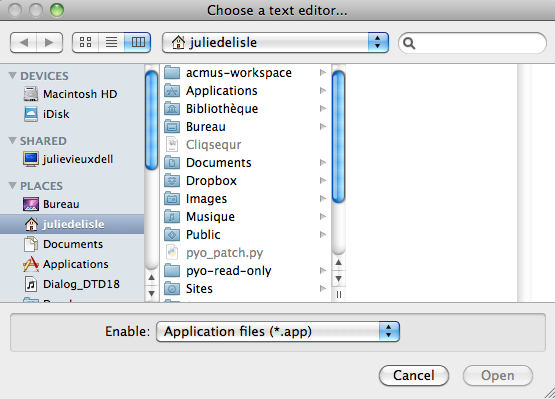 Choose a text editor...
juliedelisle
DEVICES
Macintosh HD
iDisk
SHARED
julievieuxdell
PLACES
Bureau
juliedelisle
Documents
Applications
Dialog_DTD18
acmus-workspace
Applications
Bibliothèque
Bureau
Cliqsequr
Documents
Dropbox
Images
Musique
Public
pyo_patch.py
pyo-read-only
Sites
Enable: Application files (*.app)
Cancel Open